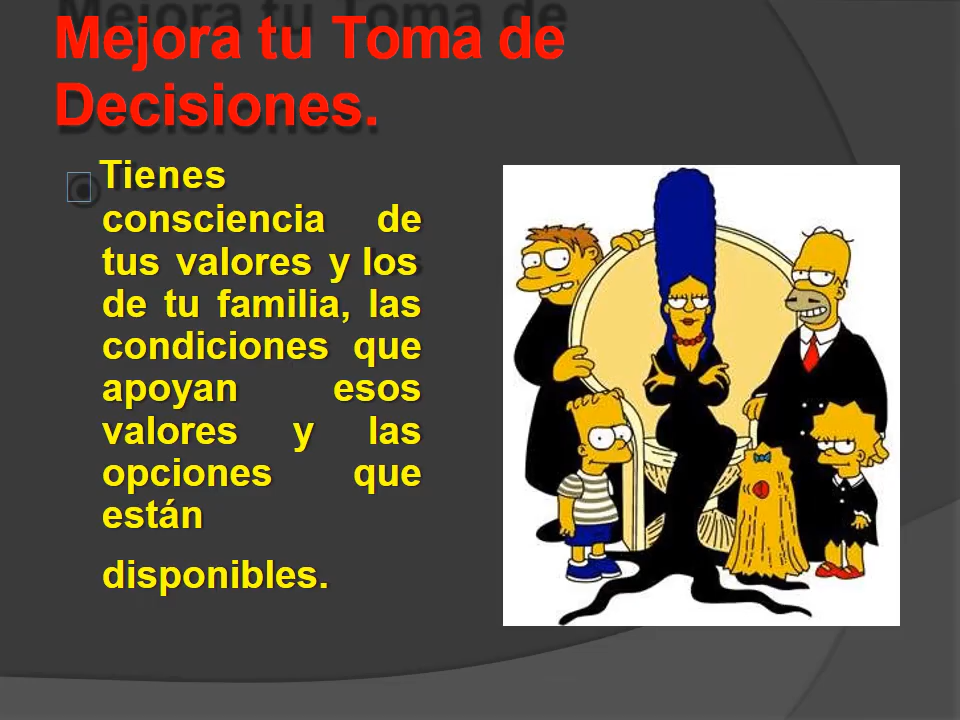 Mejora tu Toma de
Decisiones.
Tienes
consciencia de
tus valores y los
de tu familia, las
condiciones que
apoyan esos
valores y las
opciones que
están
disponibles.